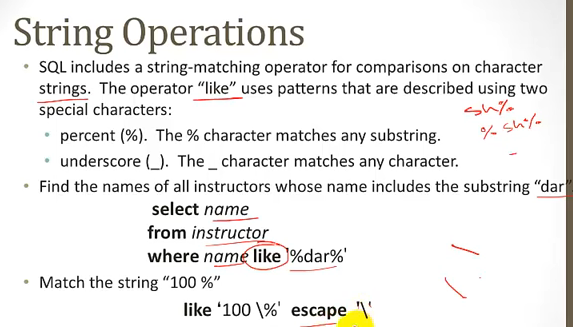 String Operations
• SQL includes a string-matching operator for comparisons on character
strings. The operator “like” uses patterns that are described using two
special characters:
• percent (%). The % character matches any substring.
• underscore (_). The _ character matches any character.
sh%
% sh%
• Find the names of all instructors whose name includes the substring “dar”
select name
from instructor
where name like '%dar%'
• Match the string “100 %”
like ‘100 \%' escape '\'